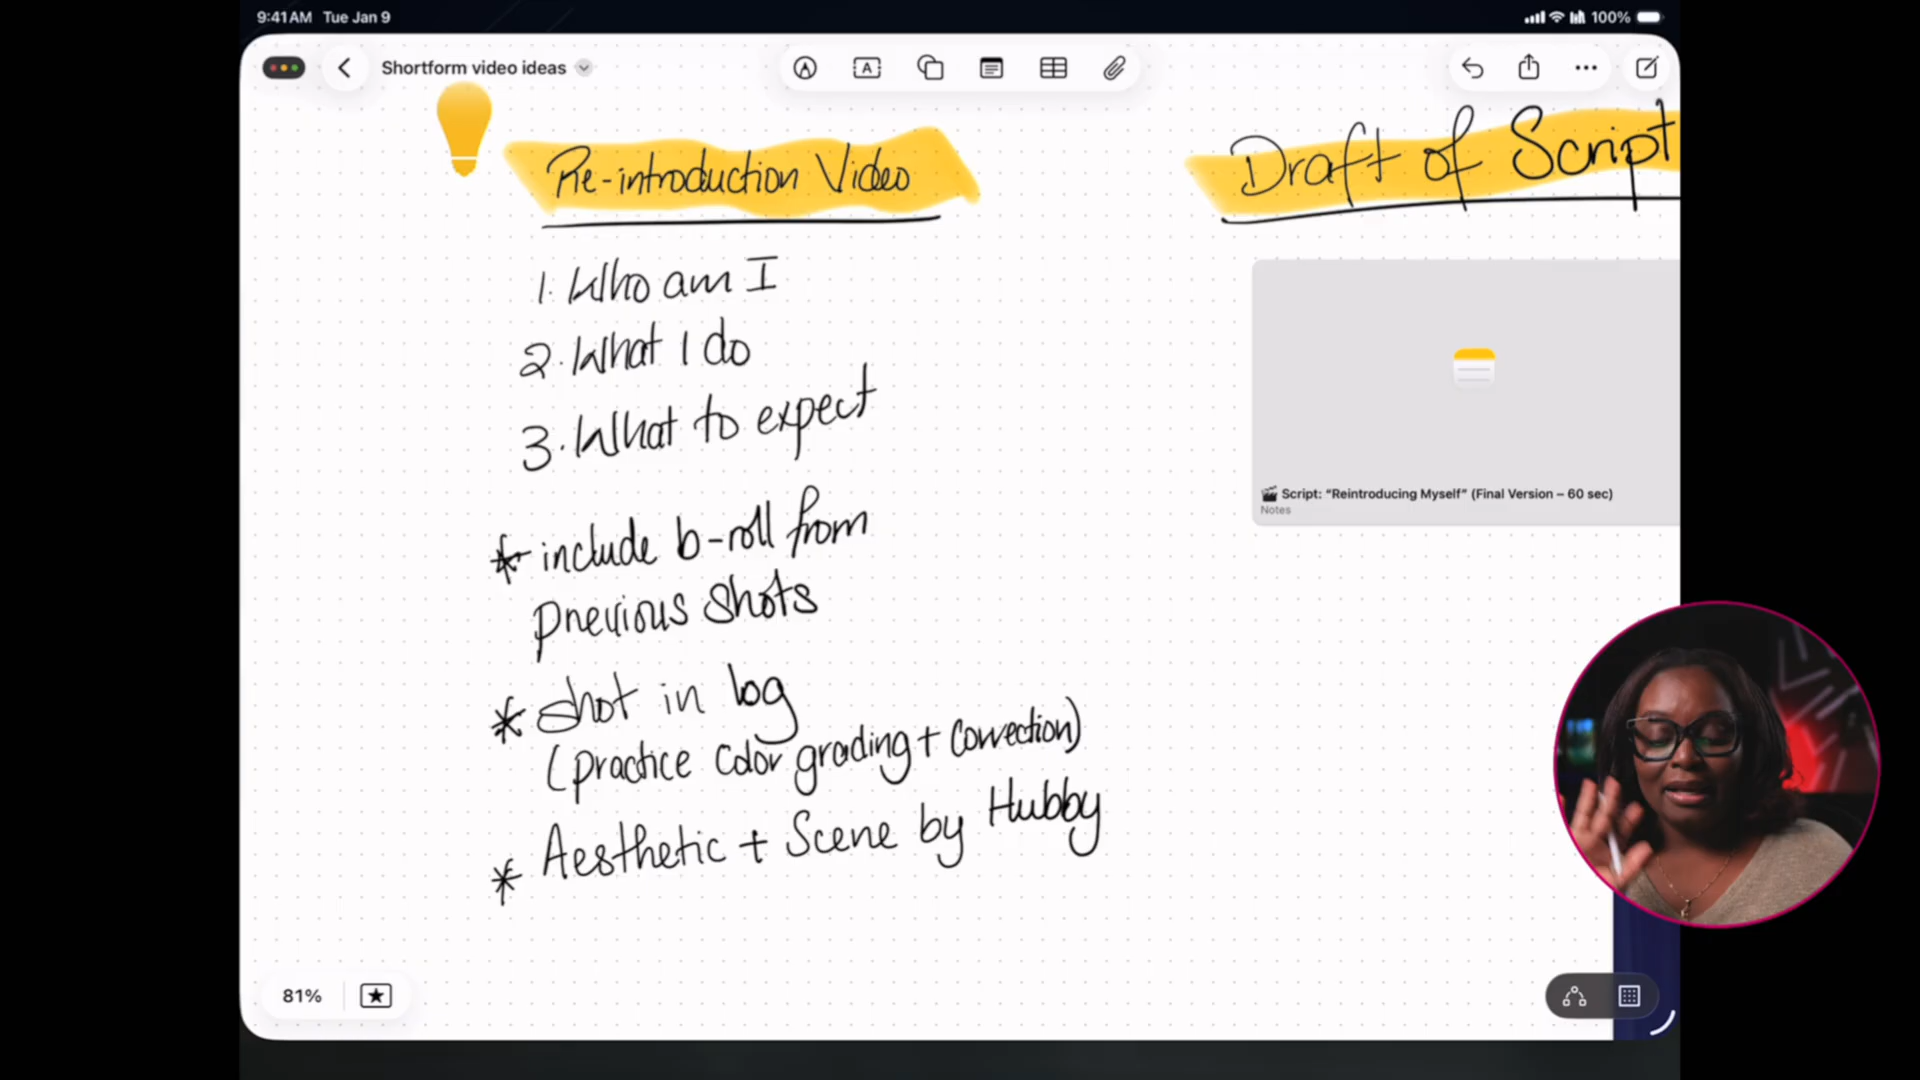 9:41 AM Tue Jan 9
100%
Shortform video ideas
Re-introduction Video
1. Who am I
2. What I do
3. What to expect
* include b-roll from
previous shots
* shot in log
(practice color grading + correction)
* Aesthetic + Scene by Hubby
Draft of Script
🎬 Script: “Reintroducing Myself” (Final Version – 60 sec)
Notes
81%